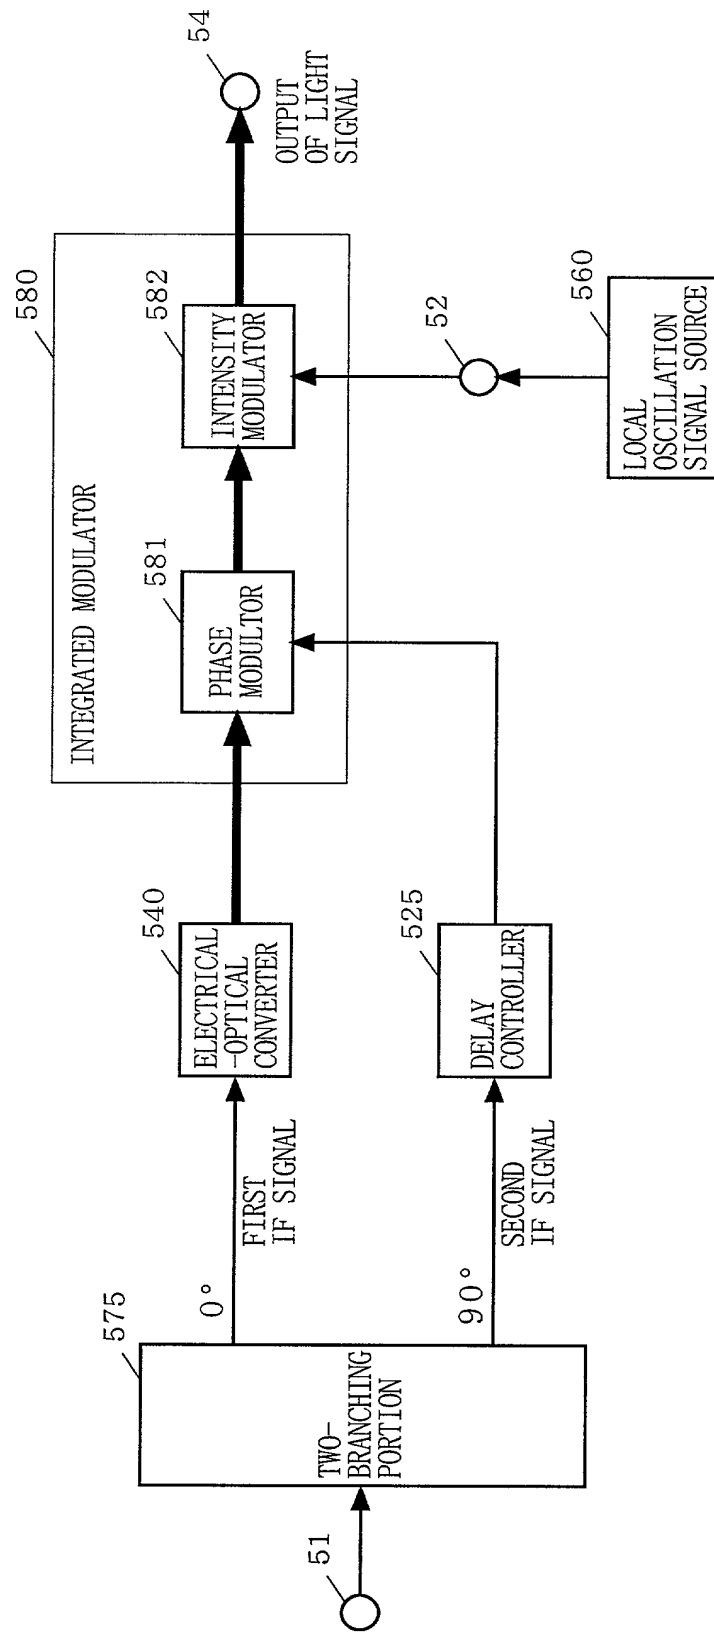 51
575
TWO-
BRANCHING
PORTION
0°
FIRST
IF SIGNAL
90°
SECOND
IF SIGNAL
540
ELECTRICAL
-OPTICAL
CONVERTER
525
DELAY
CONTROLLER
580
INTEGRATED MODULATOR
581
PHASE
MODULTOR
582
INTENSITY
MODULATOR
52
560
LOCAL
OSCILLATION
SIGNAL SOURCE
54
OUTPUT
OF LIGHT
SIGNAL